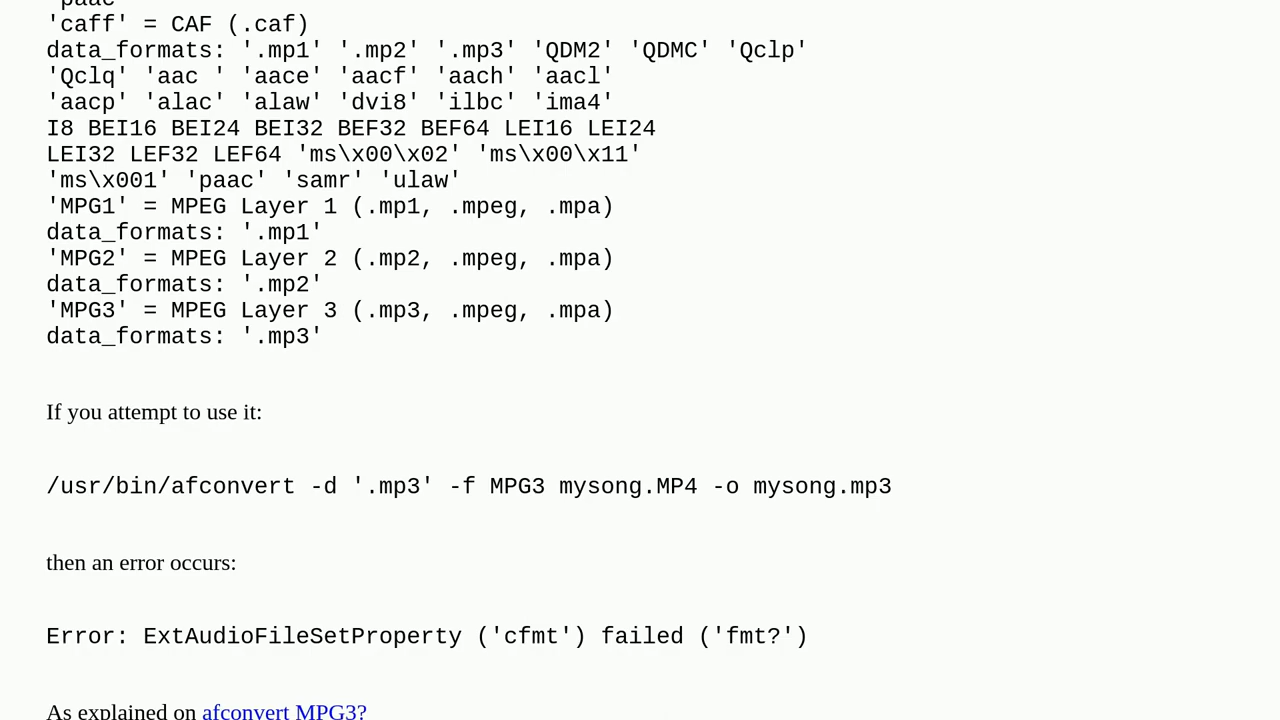 'paac'
'caff' = CAF (.caf)
data_formats: '.mp1' '.mp2' '.mp3' 'QDM2' 'QDMC' 'Qclp'
'Qclq' 'aac ' 'aace' 'aacf' 'aach' 'aacl'
'aacp' 'alac' 'alaw' 'dvi8' 'ilbc' 'ima4'
I8 BEI16 BEI24 BEI32 BEF32 BEF64 LEI16 LEI24
LEI32 LEF32 LEF64 'ms\x00\x02' 'ms\x00\x11'
'ms\x001' 'paac' 'samr' 'ulaw'
'MPG1' = MPEG Layer 1 (.mp1, .mpeg, .mpa)
data_formats: '.mp1'
'MPG2' = MPEG Layer 2 (.mp2, .mpeg, .mpa)
data_formats: '.mp2'
'MPG3' = MPEG Layer 3 (.mp3, .mpeg, .mpa)
data_formats: '.mp3'
If you attempt to use it:
/usr/bin/afconvert -d '.mp3' -f MPG3 mysong.MP4 -o mysong.mp3
then an error occurs:
Error: ExtAudioFileSetProperty ('cfmt') failed ('fmt?')
As explained on afconvert MPG3?